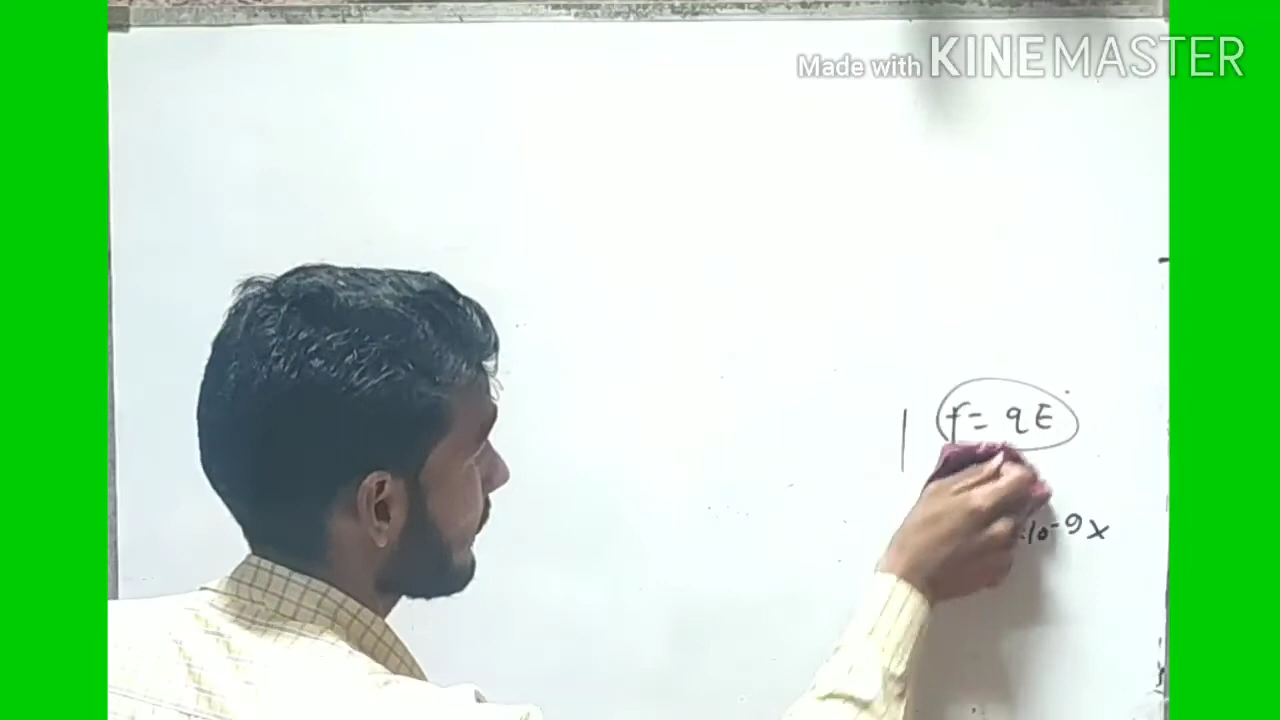 Made with KINEMASTER
F = qE
10⁻⁹ x